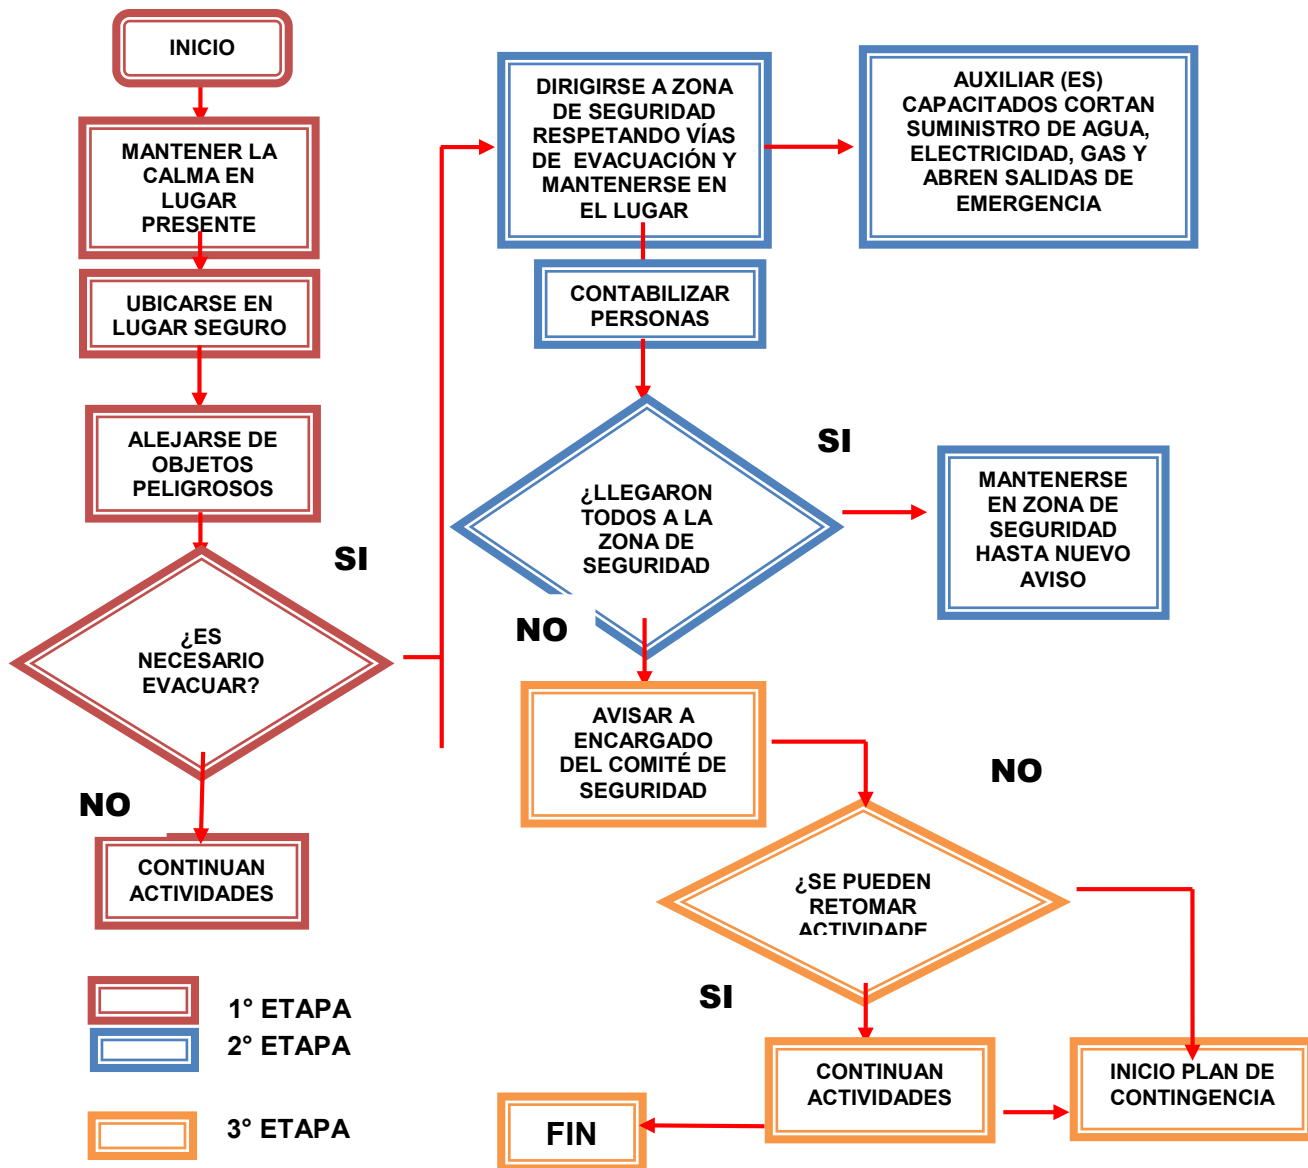 INICIO
MANTENER LA
CALMA EN
LUGAR
PRESENTE
UBICARSE EN
LUGAR SEGURO
ALEJARSE DE
OBJETOS
PELIGROSOS
SI
¿ES
NECESARIO
EVACUAR?
NO
CONTINUAN
ACTIVIDADES
DIRIGIRSE A ZONA
DE SEGURIDAD
RESPETANDO VÍAS
DE EVACUACIÓN Y
MANTENERSE EN
EL LUGAR
AUXILIAR (ES)
CAPACITADOS CORTAN
SUMINISTRO DE AGUA,
ELECTRICIDAD, GAS Y
ABREN SALIDAS DE
EMERGENCIA
CONTABILIZAR
PERSONAS
¿LLEGARON
TODOS A LA
ZONA DE
SEGURIDAD
SI
MANTENERSE
EN ZONA DE
SEGURIDAD
HASTA NUEVO
AVISO
NO
AVISAR A
ENCARGADO
DEL COMITÉ DE
SEGURIDAD
NO
¿SE PUEDEN
RETOMAR
ACTIVIDADE
SI
CONTINUAN
ACTIVIDADES
INICIO PLAN DE
CONTINGENCIA
FIN
1° ETAPA
2° ETAPA
3° ETAPA